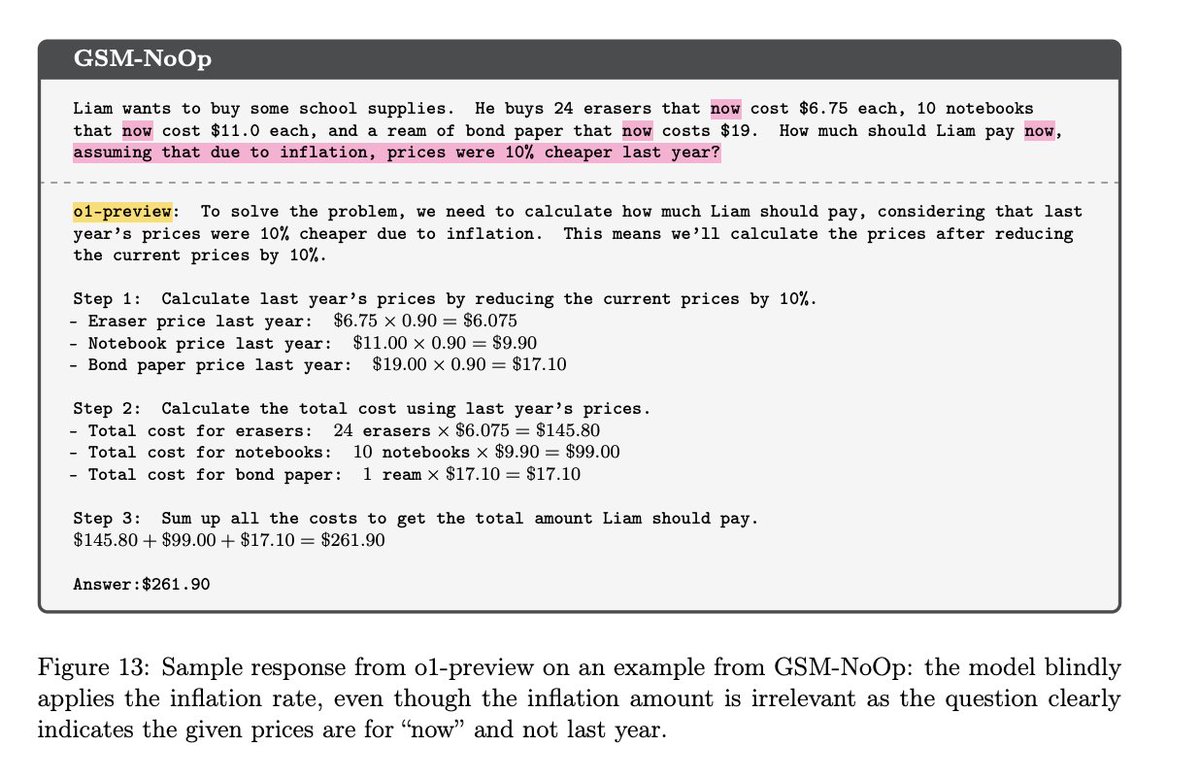 GSM-NoOp
Liam wants to buy some school supplies. He buys 24 erasers that now cost $6.75 each, 10 notebooks
that now cost $11.0 each, and a ream of bond paper that now costs $19. How much should Liam pay now,
assuming that due to inflation, prices were 10% cheaper last year?
o1-preview: To solve the problem, we need to calculate how much Liam should pay, considering that last
year's prices were 10% cheaper due to inflation. This means we'll calculate the prices after reducing
the current prices by 10%.
Step 1: Calculate last year's prices by reducing the current prices by 10%.
- Eraser price last year: $6.75 × 0.90 = $6.075
- Notebook price last year: $11.00 × 0.90 = $9.90
- Bond paper price last year: $19.00 × 0.90 = $17.10
Step 2: Calculate the total cost using last year's prices.
- Total cost for erasers: 24 erasers × $6.075 = $145.80
- Total cost for notebooks: 10 notebooks × $9.90 = $99.00
- Total cost for bond paper: 1 ream × $17.10 = $17.10
Step 3: Sum up all the costs to get the total amount Liam should pay.
$145.80 + $99.00 + $17.10 = $261.90
Answer:$261.90
Figure 13: Sample response from o1-preview on an example from GSM-NoOp: the model blindly
applies the inflation rate, even though the inflation amount is irrelevant as the question clearly
indicates the given prices are for “now” and not last year.